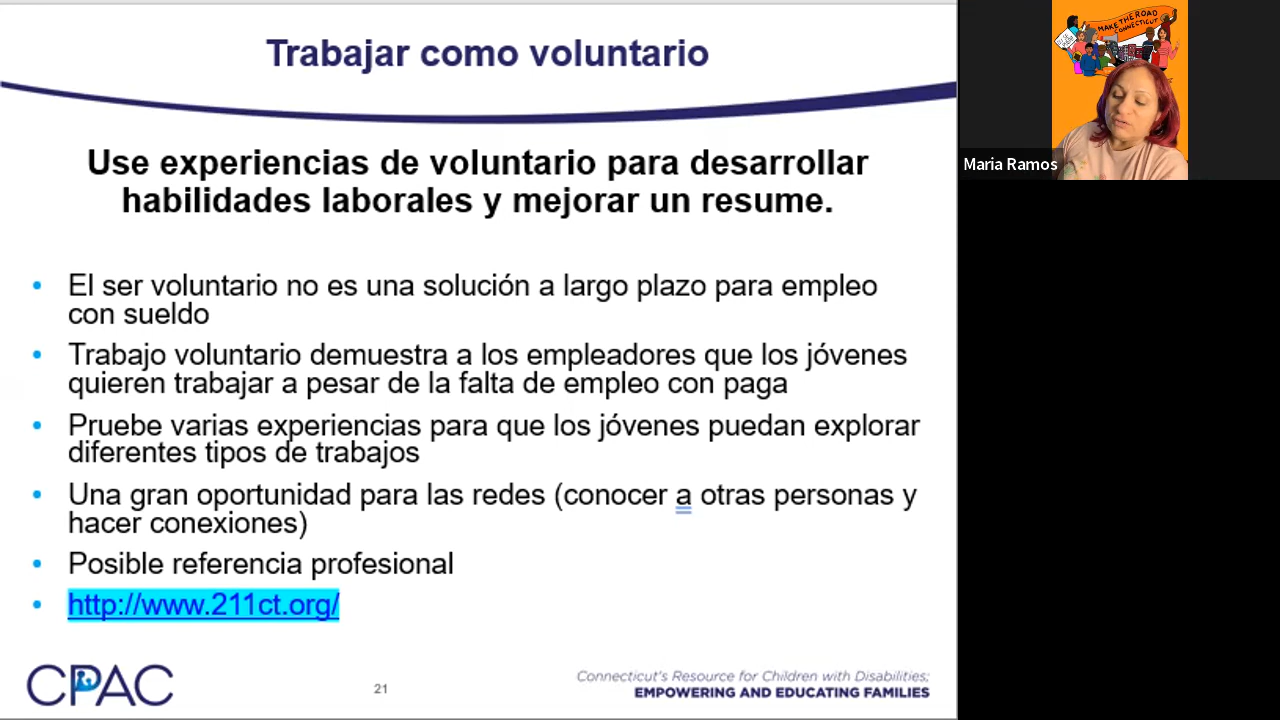 Trabajar como voluntario
Use experiencias de voluntario para desarrollar
habilidades laborales y mejorar un resume.
• El ser voluntario no es una solución a largo plazo para empleo
con sueldo
• Trabajo voluntario demuestra a los empleadores que los jóvenes
quieren trabajar a pesar de la falta de empleo con paga
• Pruebe varias experiencias para que los jóvenes puedan explorar
diferentes tipos de trabajos
• Una gran oportunidad para las redes (conocer a otras personas y
hacer conexiones)
• Posible referencia profesional
• http://www.211ct.org/
CPAC
21
Connecticut's Resource for Children with Disabilities;
EMPOWERING AND EDUCATING FAMILIES
MAKE THE ROAD
CONNECTICUT
Maria Ramos